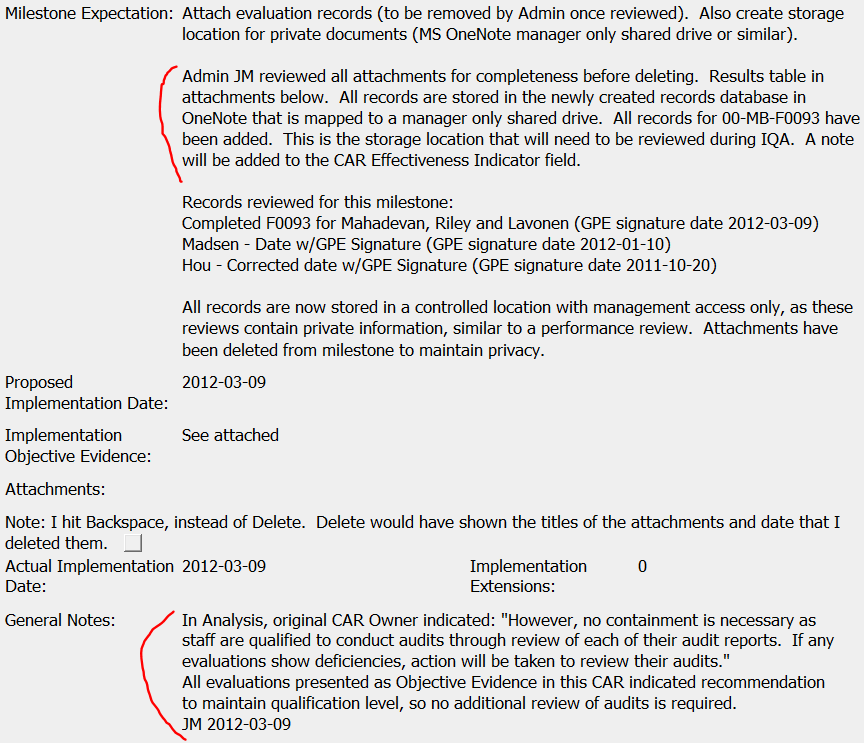 Milestone Expectation: Attach evaluation records (to be removed by Admin once reviewed).  Also create storage
location for private documents (MS OneNote manager only shared drive or similar).
Admin JM reviewed all attachments for completeness before deleting.  Results table in
attachments below.  All records are stored in the newly created records database in
OneNote that is mapped to a manager only shared drive.  All records for 00-MB-F0093 have
been added.  This is the storage location that will need to be reviewed during IQA.  A note
will be added to the CAR Effectiveness Indicator field.
Records reviewed for this milestone:
Completed F0093 for Mahadevan, Riley and Lavonen (GPE signature date 2012-03-09)
Madsen - Date w/GPE Signature (GPE signature date 2012-01-10)
Hou - Corrected date w/GPE Signature (GPE signature date 2011-10-20)
All records are now stored in a controlled location with management access only, as these
reviews contain private information, similar to a performance review.  Attachments have
been deleted from milestone to maintain privacy.
Proposed 2012-03-09
Implementation Date:
Implementation See attached
Objective Evidence:
Attachments:
Note: I hit Backspace, instead of Delete.  Delete would have shown the titles of the attachments and date that I
deleted them.
Actual Implementation 2012-03-09 Implementation 0
Date: Extensions:
General Notes: In Analysis, original CAR Owner indicated: "However, no containment is necessary as
staff are qualified to conduct audits through review of each of their audit reports.  If any
evaluations show deficiencies, action will be taken to review their audits."
All evaluations presented as Objective Evidence in this CAR indicated recommendation
to maintain qualification level, so no additional review of audits is required.
JM 2012-03-09